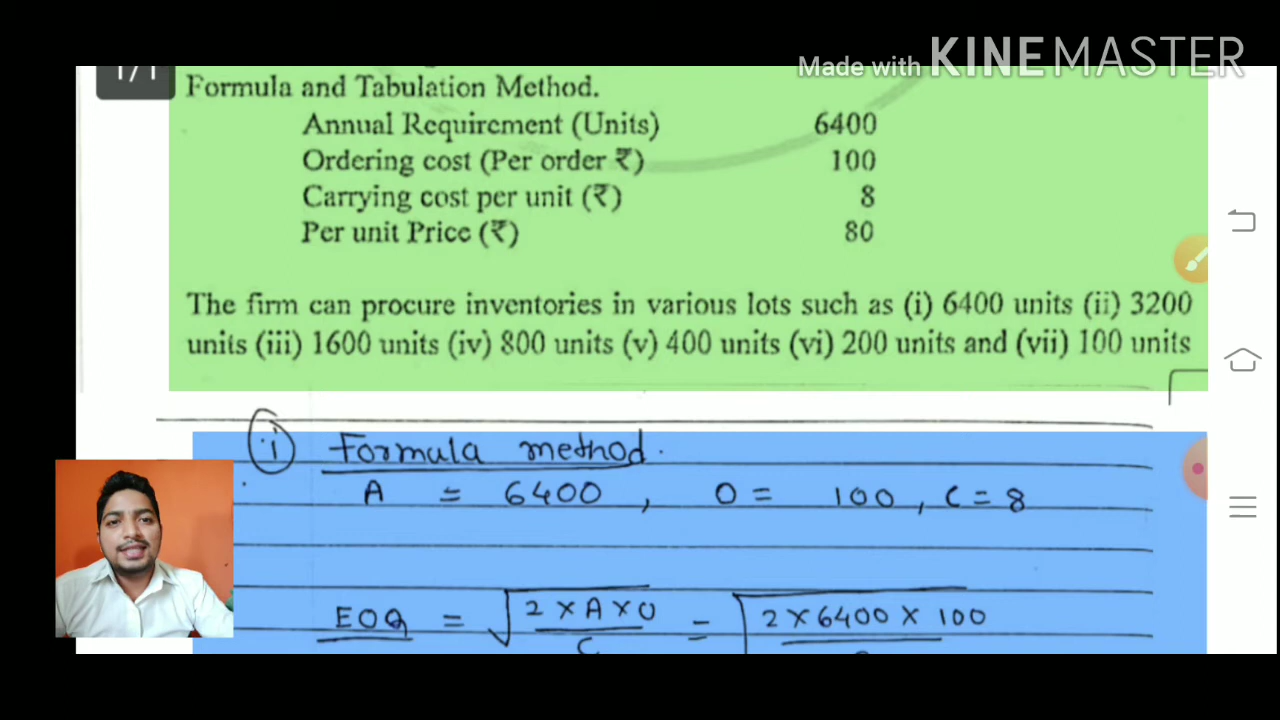 Made with KINEMASTER
1/1
Formula and Tabulation Method.
Annual Requirement (Units) 6400
Ordering cost (Per order ₹) 100
Carrying cost per unit (₹) 8
Per unit Price (₹) 80
The firm can procure inventories in various lots such as (i) 6400 units (ii) 3200
units (iii) 1600 units (iv) 800 units (v) 400 units (vi) 200 units and (vii) 100 units
i) Formula method.
A = 6400, O = 100, C = 8
EOQ = √2 × A × O / C = √2 × 6400 × 100